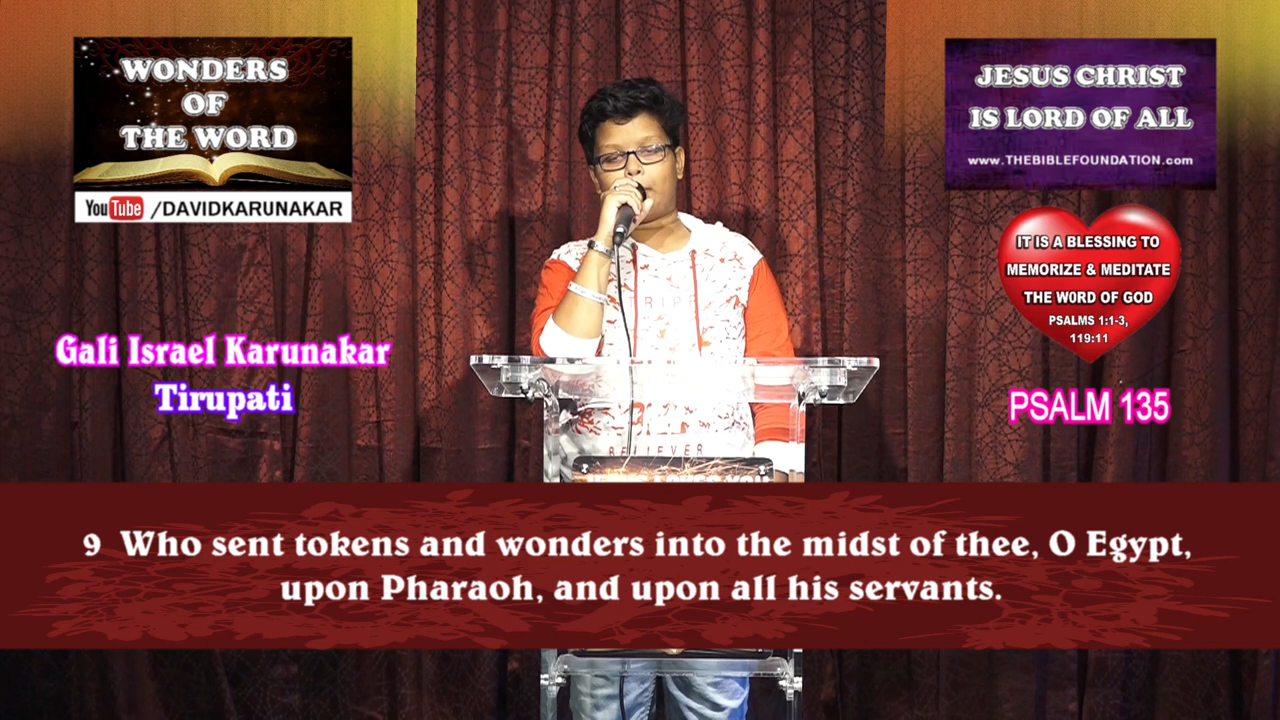 WONDERS
OF
THE WORD
YouTube /DAVIDKARUNAKAR
JESUS CHRIST
IS LORD OF ALL
www.THEBIBLEFOUNDATION.com
IT IS A BLESSING TO
MEMORIZE & MEDITATE
THE WORD OF GOD
PSALMS 1:1-3,
119:11
Gali Israel Karunakar
Tirupati
PSALM 135
TRIPP
BELIEVER
9 Who sent tokens and wonders into the midst of thee, O Egypt,
upon Pharaoh, and upon all his servants.